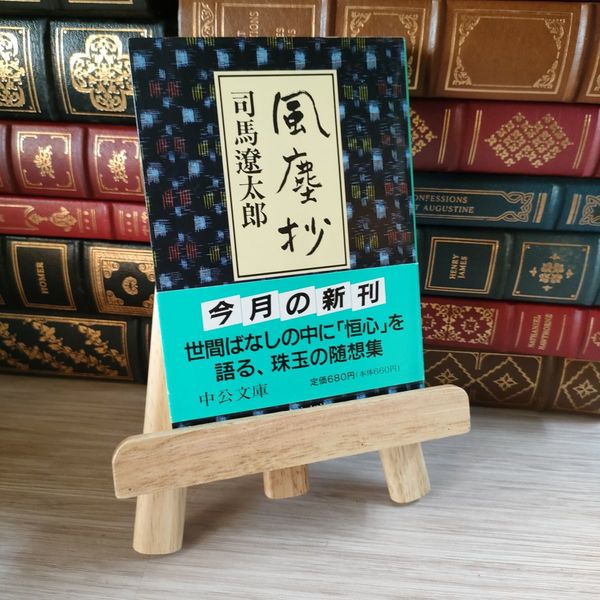 風塵抄
司馬遼太郎
今月の新刊
世間ばなしの中に「恒心」を
語る、珠玉の随想集
中公文庫
定価680円(本体660円)
HOMER
CONFESSIONS
AUGUSTINE
HENRY
JAMES
NATHANIEL
HAWTHORNE